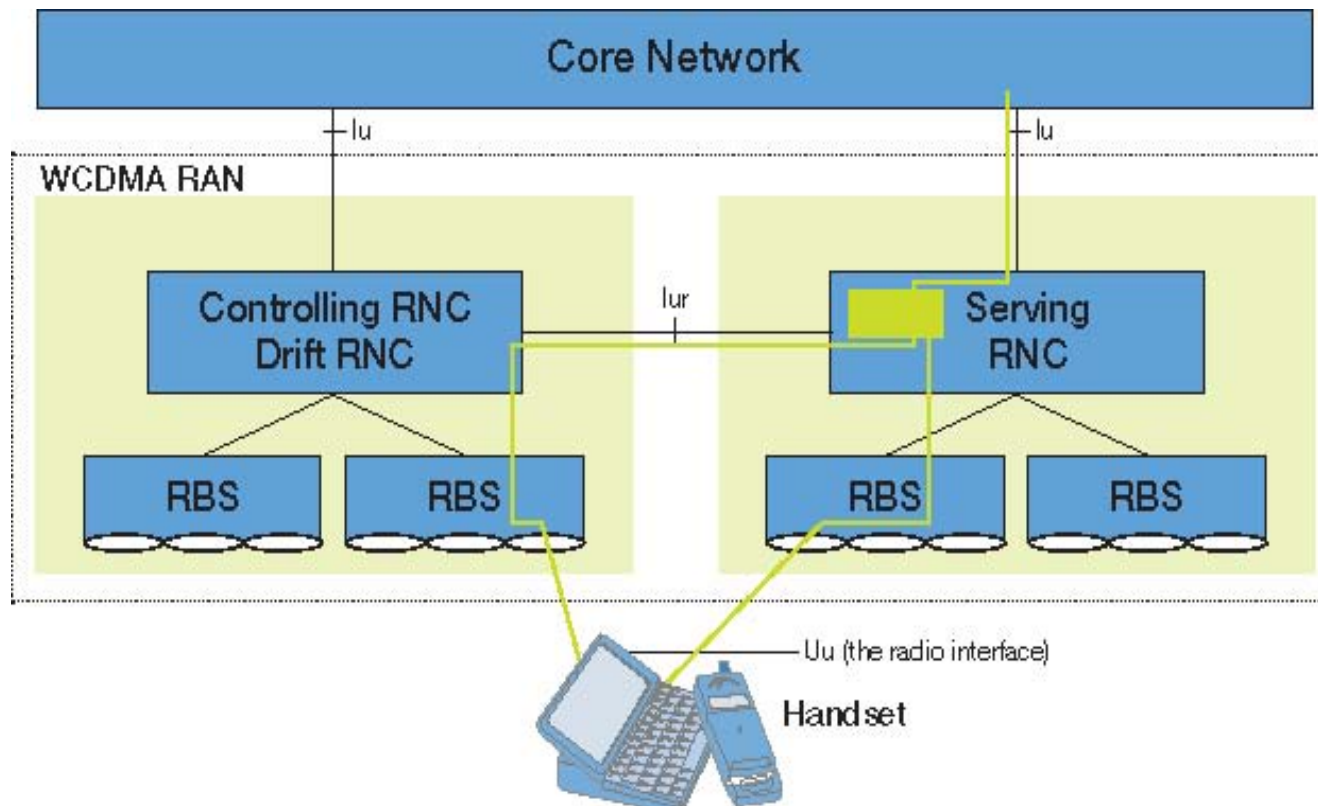 Core Network
Iu
Iu
WCDMA RAN
Controlling RNC
Drift RNC
Iur
Serving
RNC
RBS
RBS
RBS
RBS
Uu (the radio interface)
Handset